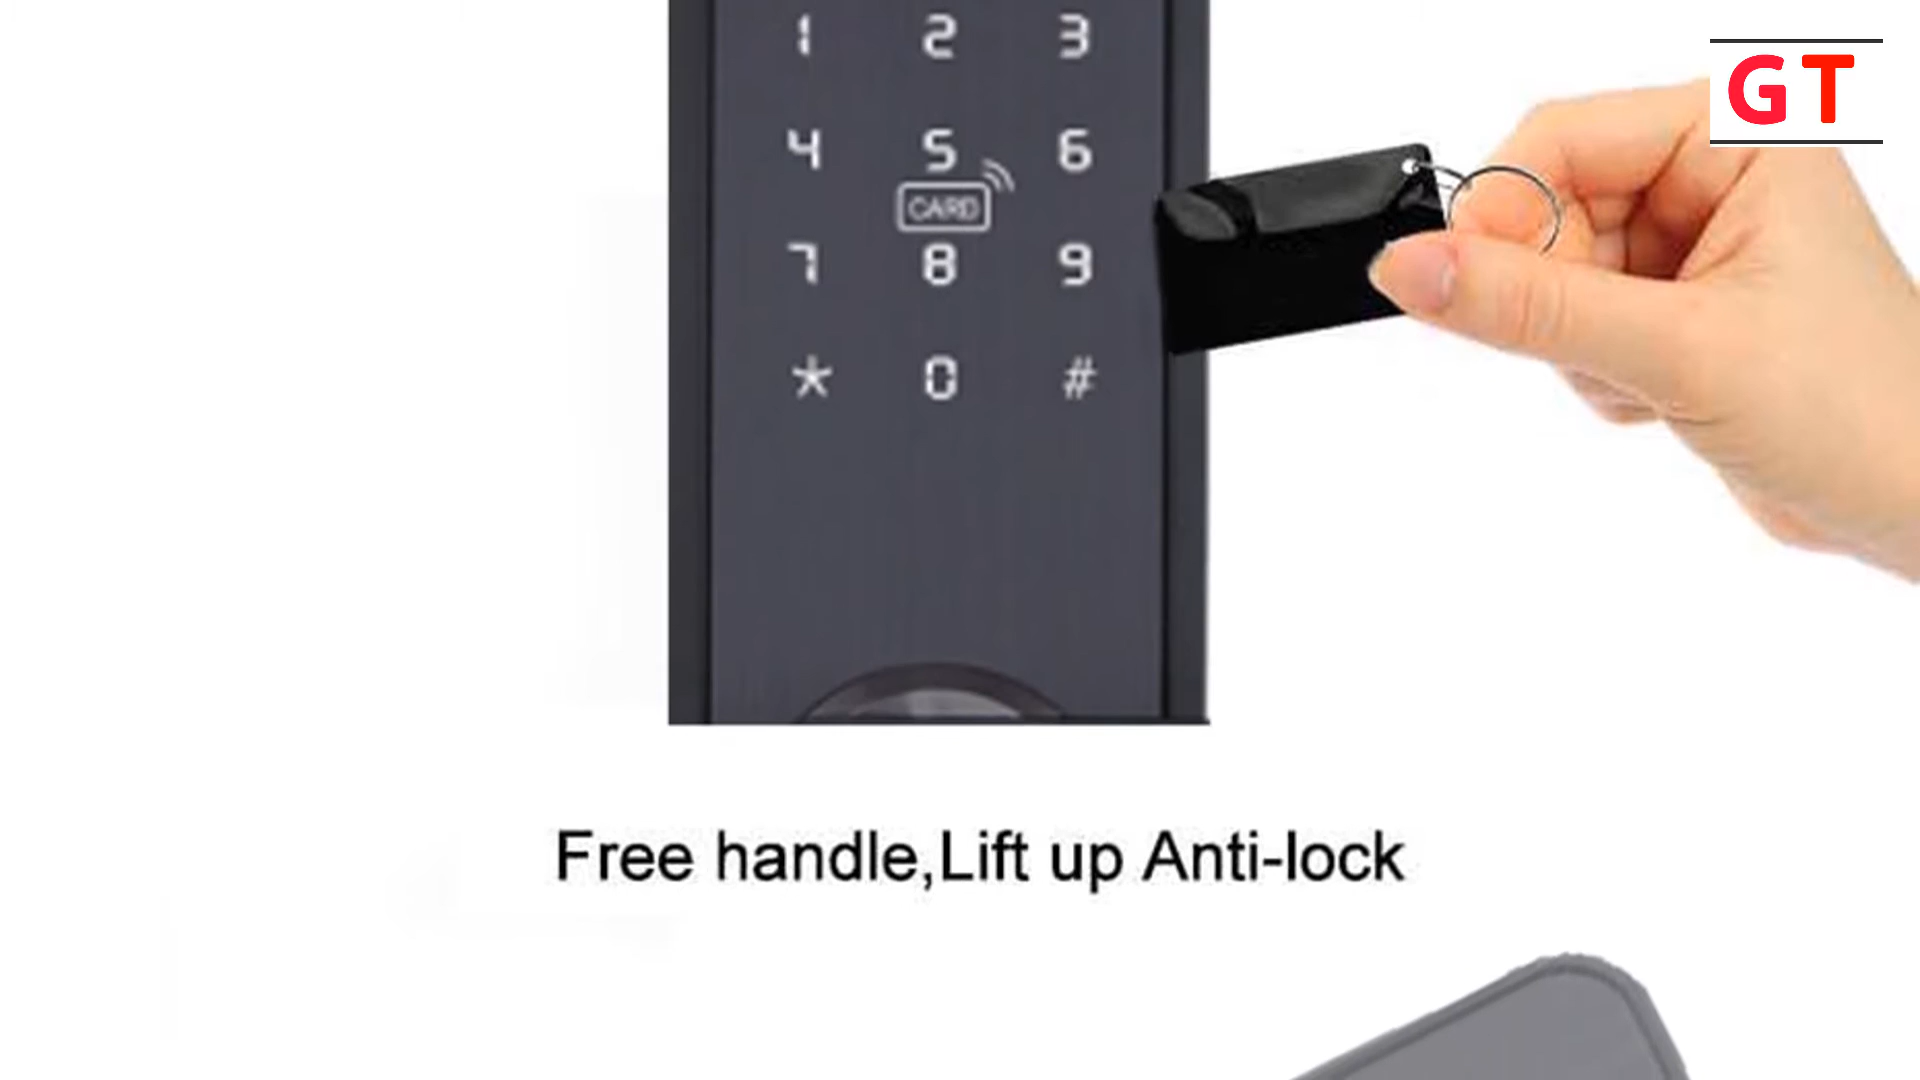 GT
1 2 3
4 5 6
CARD
7 8 9
* 0 #
Free handle,Lift up Anti-lock